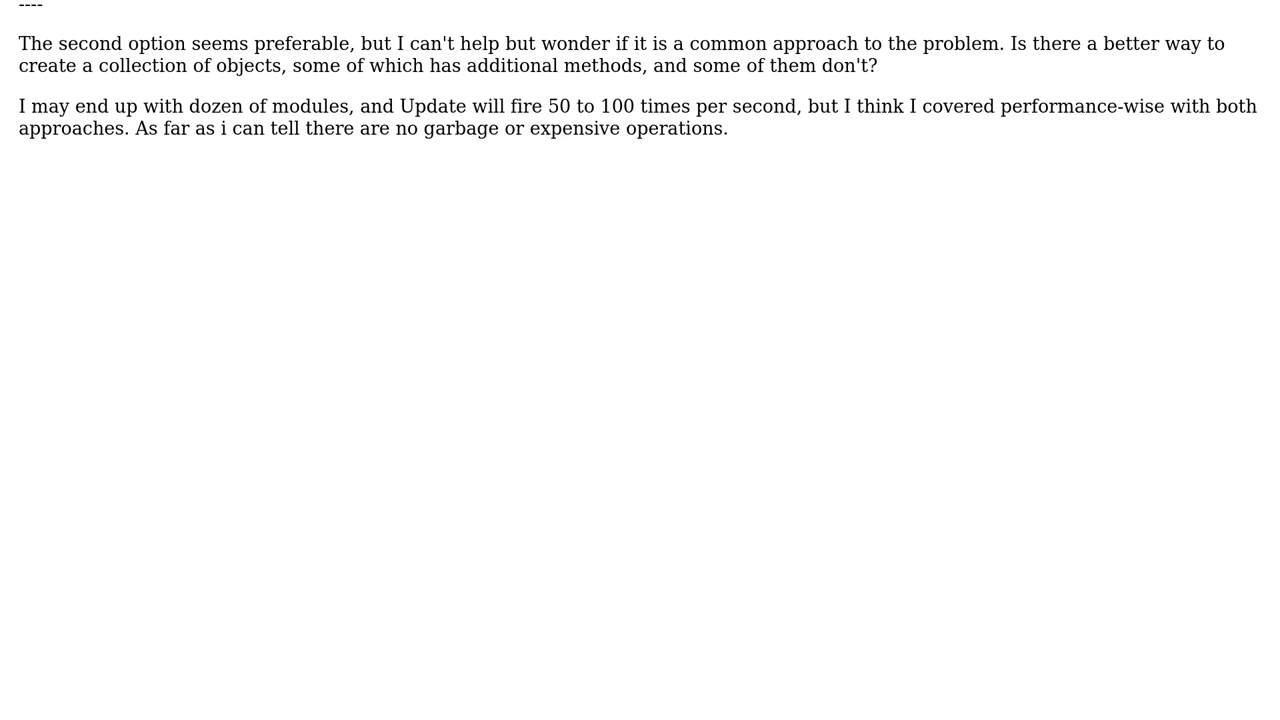 ----
The second option seems preferable, but I can't help but wonder if it is a common approach to the problem. Is there a better way to
create a collection of objects, some of which has additional methods, and some of them don't?
I may end up with dozen of modules, and Update will fire 50 to 100 times per second, but I think I covered performance-wise with both
approaches. As far as i can tell there are no garbage or expensive operations.